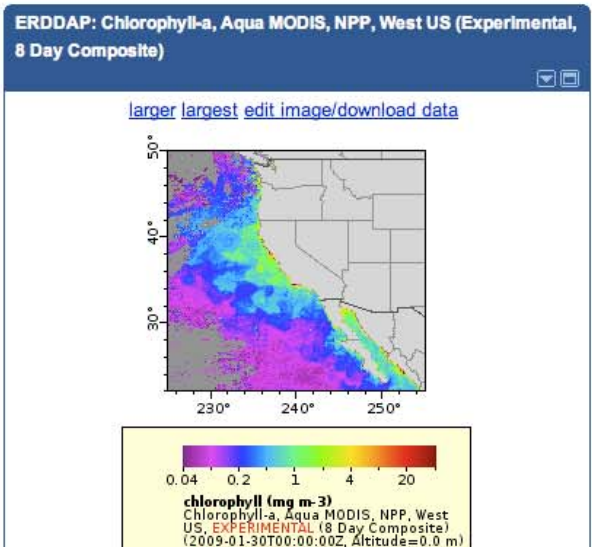 ERDDAP: Chlorophyll-a, Aqua MODIS, NPP, West US (Experimental,
8 Day Composite)
larger largest edit image/download data
50°
40°
30°
230° 240° 250°
0.04 0.2 1 4 20
chlorophyll (mg m-3)
Chlorophyll-a, Aqua MODIS, NPP, West
US, EXPERIMENTAL (8 Day Composite)
(2009-01-30T00:00:00Z, Altitude=0.0 m)